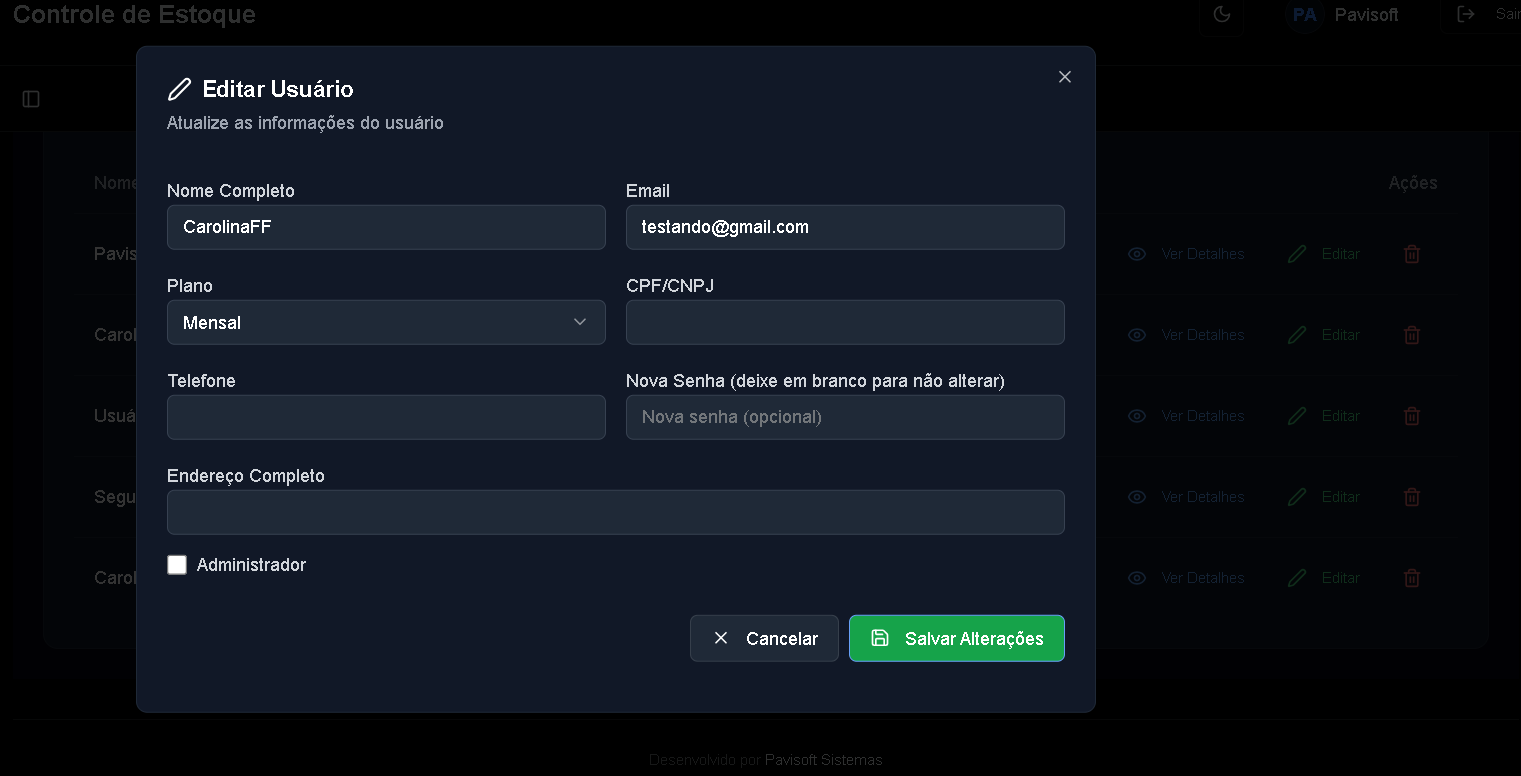 Controle de Estoque
PA Pavisoft Sair
Editar Usuário
Atualize as informações do usuário
Nome Ações
Nome Completo Email
CarolinaFF testando@gmail.com
Pavis Ver Detalhes Editar
Plano CPF/CNPJ
Mensal
Carol Ver Detalhes Editar
Telefone Nova Senha (deixe em branco para não alterar)
Nova senha (opcional)
Usuá Ver Detalhes Editar
Endereço Completo
Segu Ver Detalhes Editar
Administrador
Carol Ver Detalhes Editar
Cancelar Salvar Alterações
Desenvolvido por Pavisoft Sistemas